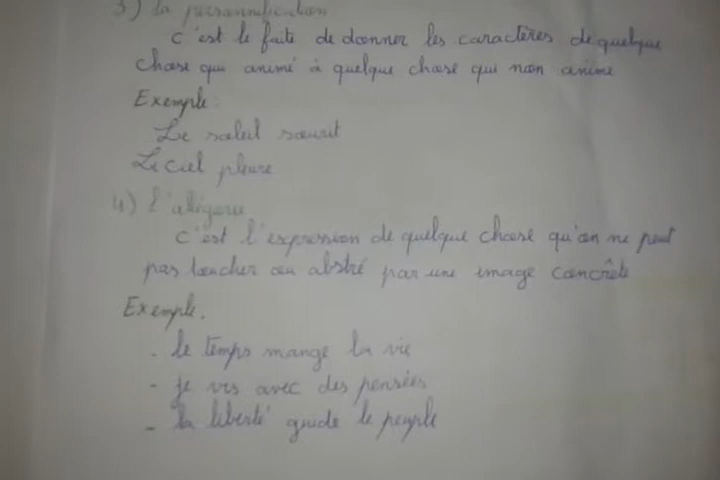 3) la personnification
c'est le faite de donner les caractères de quelque
chose qui animé à quelque chose qui non animé
Exemple:
Le soleil sourit
Le ciel pleure
4) l'alégorie
c'est l'expression de quelque chose qu'on ne peut
pas toucher ou abstré par une image concrête
Exemple.
. le temps mange la vie
- je vis avec des pensées
- la liberté guide le peuple